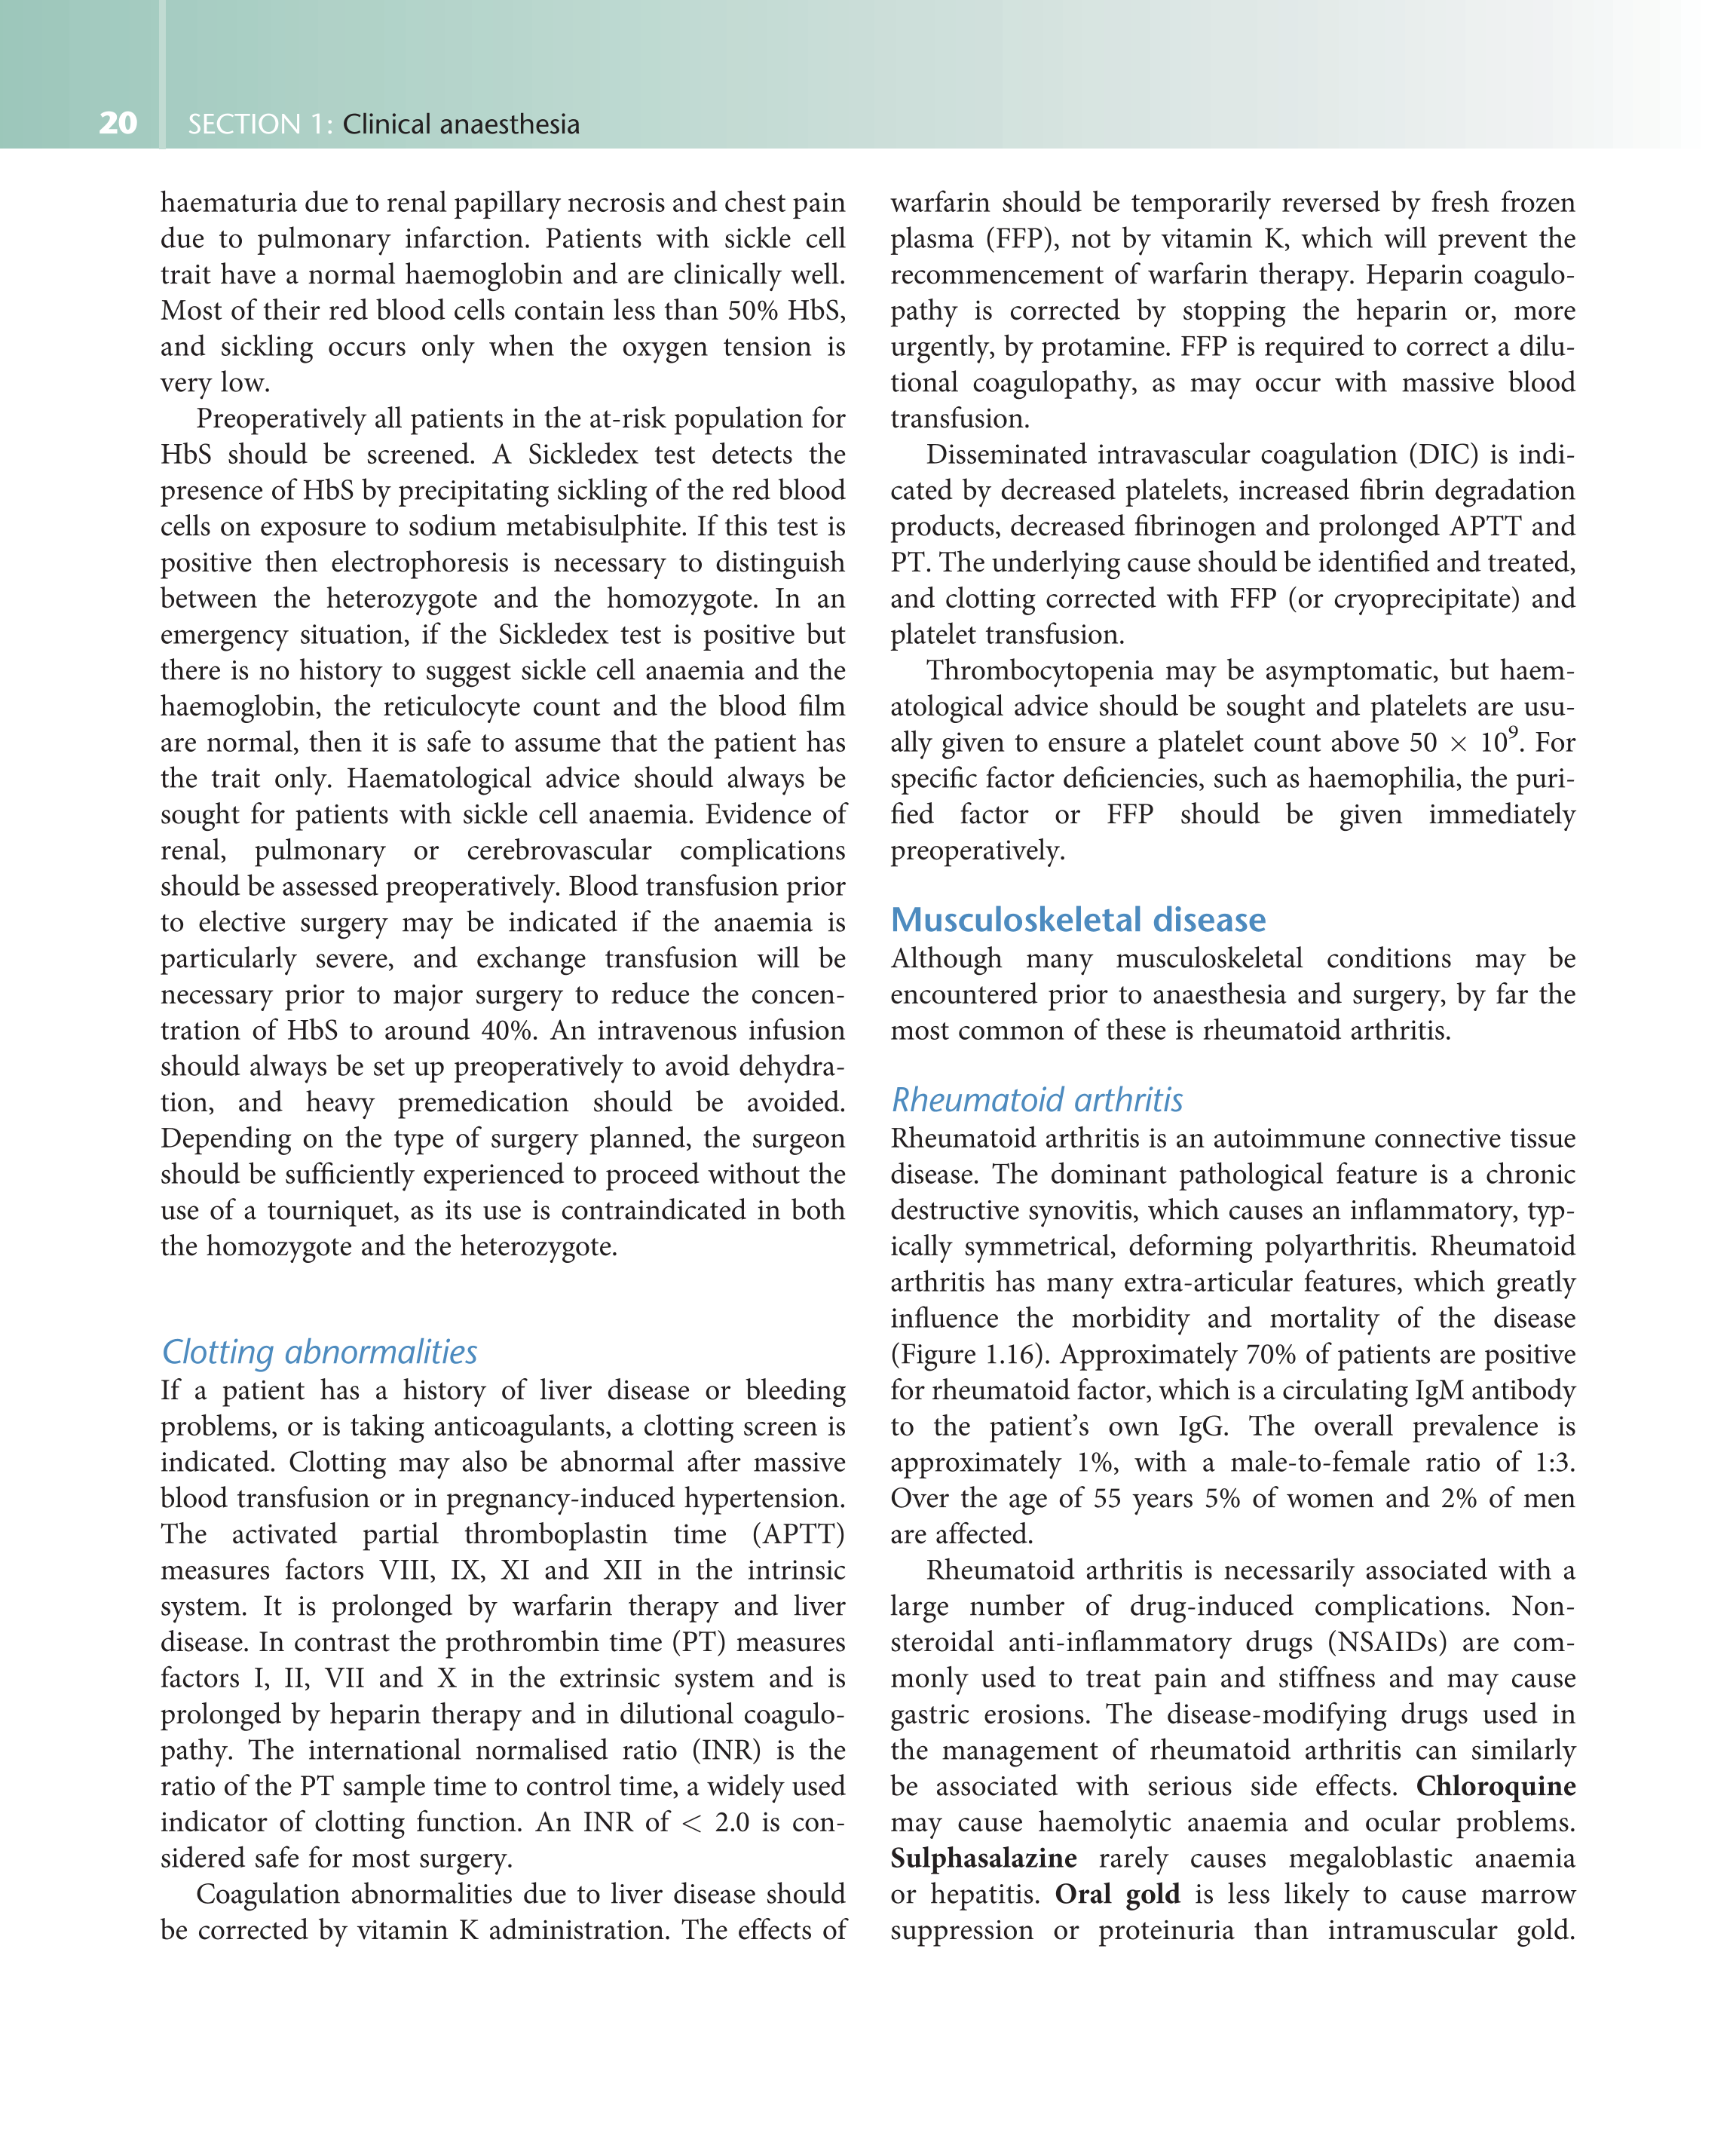 20
SECTION 1: Clinical anaesthesia
haematuria due to renal papillary necrosis and chest pain
due to pulmonary infarction. Patients with sickle cell
trait have a normal haemoglobin and are clinically well.
Most of their red blood cells contain less than 50% HbS,
and sickling occurs only when the oxygen tension is
very low.
Preoperatively all patients in the at-risk population for
HbS should be screened. A Sickledex test detects the
presence of HbS by precipitating sickling of the red blood
cells on exposure to sodium metabisulphite. If this test is
positive then electrophoresis is necessary to distinguish
between the heterozygote and the homozygote. In an
emergency situation, if the Sickledex test is positive but
there is no history to suggest sickle cell anaemia and the
haemoglobin, the reticulocyte count and the blood film
are normal, then it is safe to assume that the patient has
the trait only. Haematological advice should always be
sought for patients with sickle cell anaemia. Evidence of
renal, pulmonary or cerebrovascular complications
should be assessed preoperatively. Blood transfusion prior
to elective surgery may be indicated if the anaemia is
particularly severe, and exchange transfusion will be
necessary prior to major surgery to reduce the concen-
tration of HbS to around 40%. An intravenous infusion
should always be set up preoperatively to avoid dehydra-
tion, and heavy premedication should be avoided.
Depending on the type of surgery planned, the surgeon
should be sufficiently experienced to proceed without the
use of a tourniquet, as its use is contraindicated in both
the homozygote and the heterozygote.
Clotting abnormalities
If a patient has a history of liver disease or bleeding
problems, or is taking anticoagulants, a clotting screen is
indicated. Clotting may also be abnormal after massive
blood transfusion or in pregnancy-induced hypertension.
The activated partial thromboplastin time (APTT)
measures factors VIII, IX, XI and XII in the intrinsic
system. It is prolonged by warfarin therapy and liver
disease. In contrast the prothrombin time (PT) measures
factors I, II, VII and X in the extrinsic system and is
prolonged by heparin therapy and in dilutional coagulo-
pathy. The international normalised ratio (INR) is the
ratio of the PT sample time to control time, a widely used
indicator of clotting function. An INR of < 2.0 is con-
sidered safe for most surgery.
Coagulation abnormalities due to liver disease should
be corrected by vitamin K administration. The effects of
warfarin should be temporarily reversed by fresh frozen
plasma (FFP), not by vitamin K, which will prevent the
recommencement of warfarin therapy. Heparin coagulo-
pathy is corrected by stopping the heparin or, more
urgently, by protamine. FFP is required to correct a dilu-
tional coagulopathy, as may occur with massive blood
transfusion.
Disseminated intravascular coagulation (DIC) is indi-
cated by decreased platelets, increased fibrin degradation
products, decreased fibrinogen and prolonged APTT and
PT. The underlying cause should be identified and treated,
and clotting corrected with FFP (or cryoprecipitate) and
platelet transfusion.
Thrombocytopenia may be asymptomatic, but haem-
atological advice should be sought and platelets are usu-
ally given to ensure a platelet count above 50 × 10⁹. For
specific factor deficiencies, such as haemophilia, the puri-
fied factor or FFP should be given immediately
preoperatively.
Musculoskeletal disease
Although many musculoskeletal conditions may be
encountered prior to anaesthesia and surgery, by far the
most common of these is rheumatoid arthritis.
Rheumatoid arthritis
Rheumatoid arthritis is an autoimmune connective tissue
disease. The dominant pathological feature is a chronic
destructive synovitis, which causes an inflammatory, typ-
ically symmetrical, deforming polyarthritis. Rheumatoid
arthritis has many extra-articular features, which greatly
influence the morbidity and mortality of the disease
(Figure 1.16). Approximately 70% of patients are positive
for rheumatoid factor, which is a circulating IgM antibody
to the patient's own IgG. The overall prevalence is
approximately 1%, with a male-to-female ratio of 1:3.
Over the age of 55 years 5% of women and 2% of men
are affected.
Rheumatoid arthritis is necessarily associated with a
large number of drug-induced complications. Non-
steroidal anti-inflammatory drugs (NSAIDs) are com-
monly used to treat pain and stiffness and may cause
gastric erosions. The disease-modifying drugs used in
the management of rheumatoid arthritis can similarly
be associated with serious side effects. Chloroquine
may cause haemolytic anaemia and ocular problems.
Sulphasalazine rarely causes megaloblastic anaemia
or hepatitis. Oral gold is less likely to cause marrow
suppression or proteinuria than intramuscular gold.